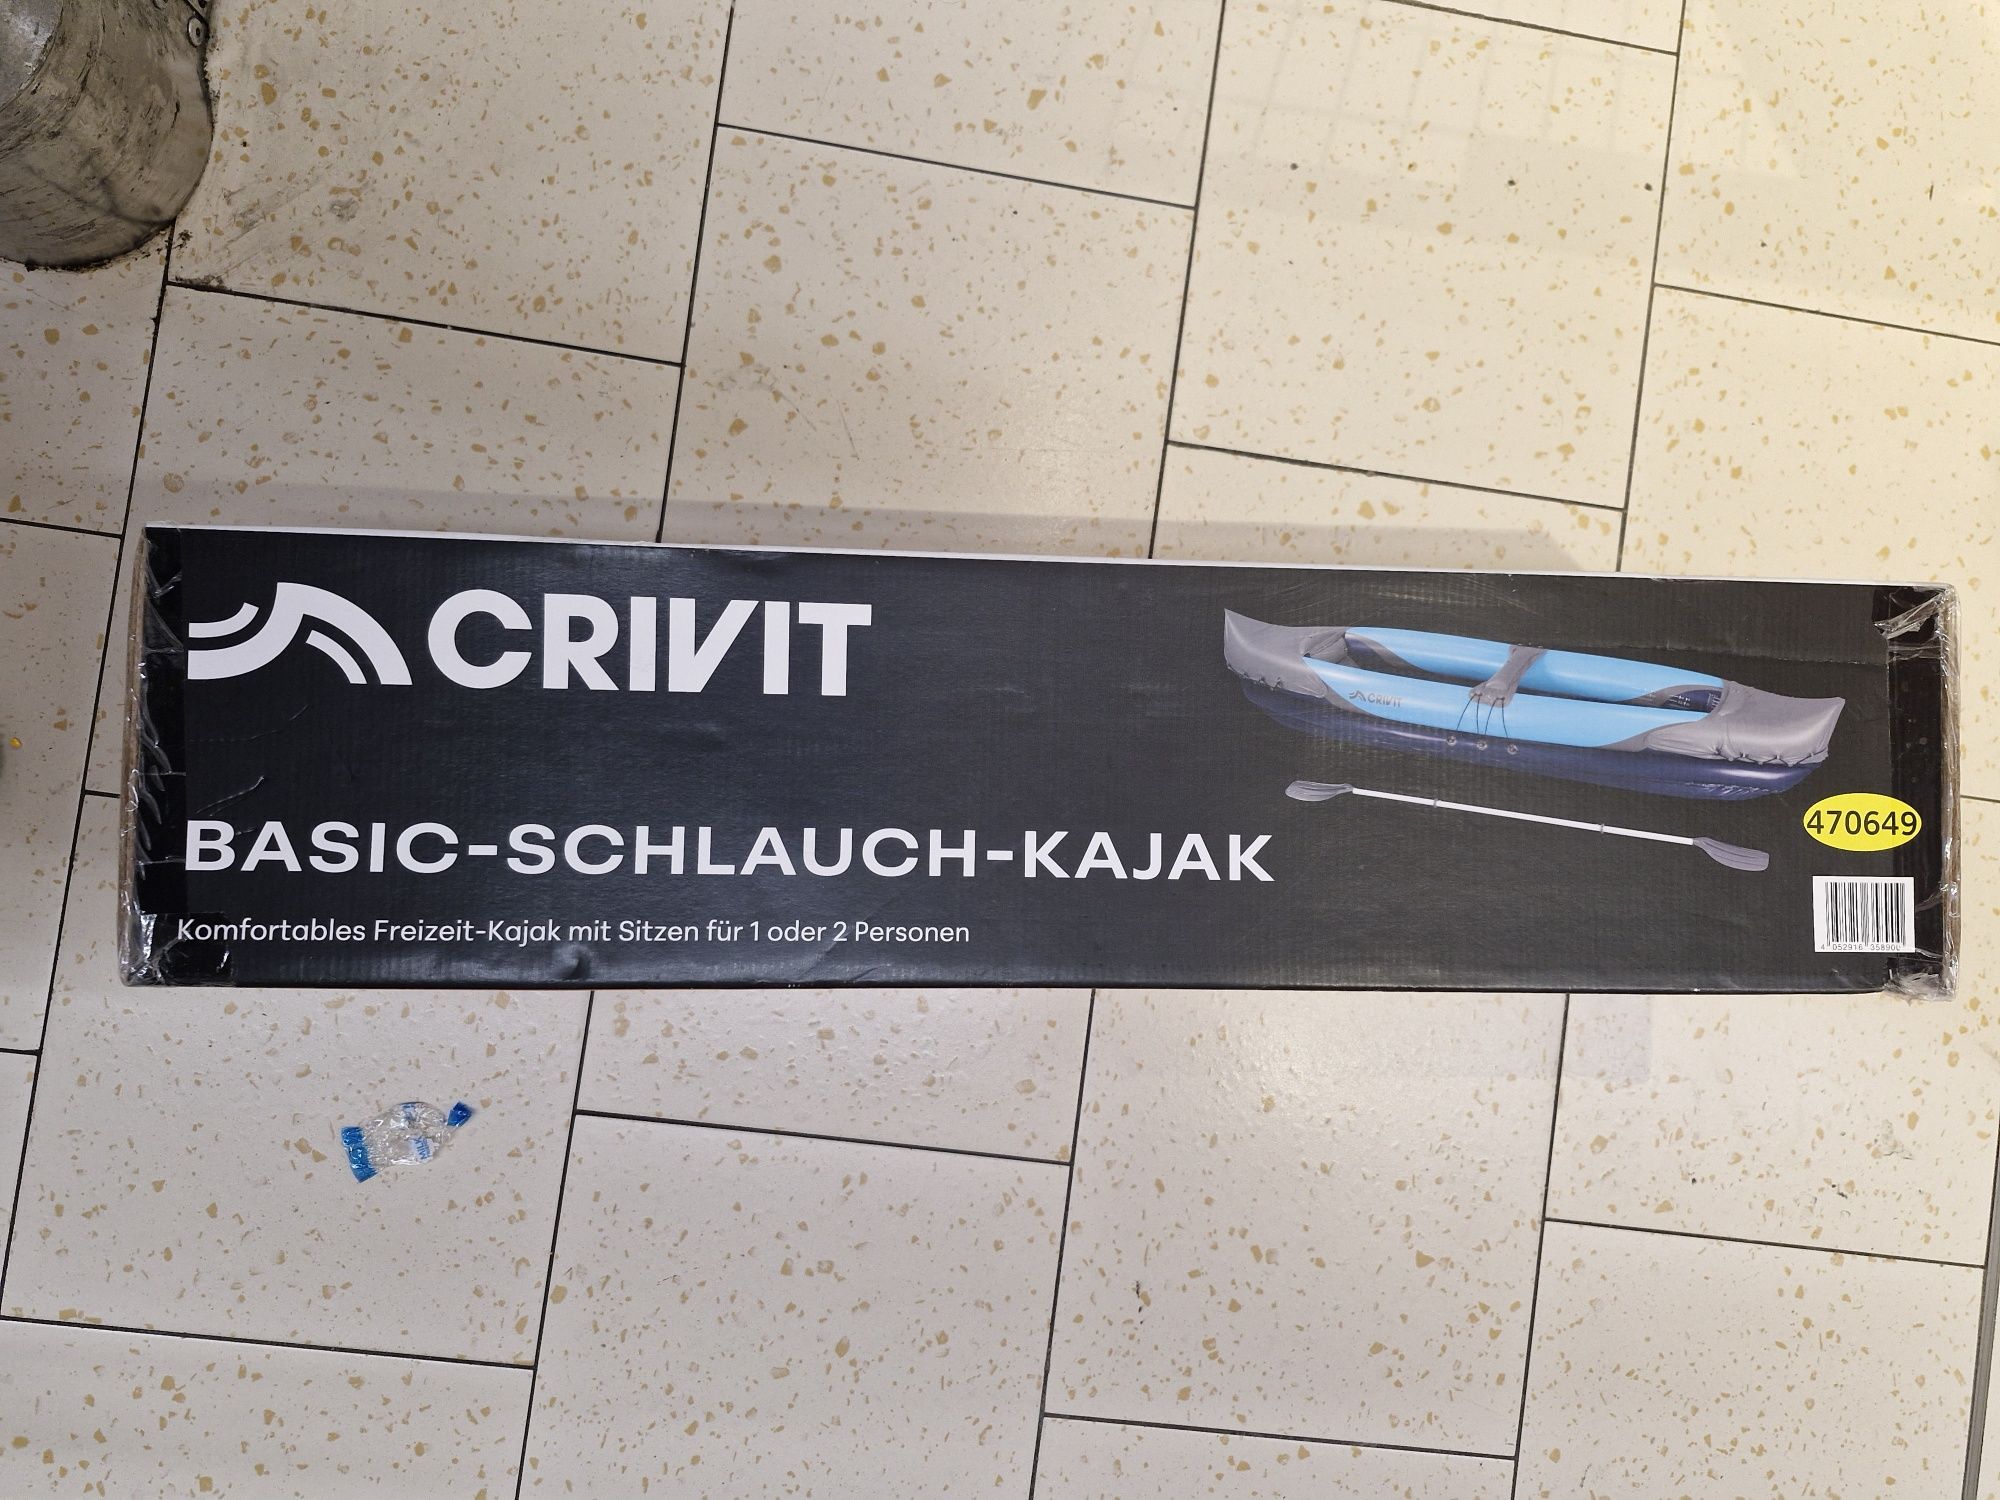 CRIVIT
CRIVIT
BASIC-SCHLAUCH-KAJAK
470649
Komfortables Freizeit-Kajak mit Sitzen für 1 oder 2 Personen
4 052916 358900